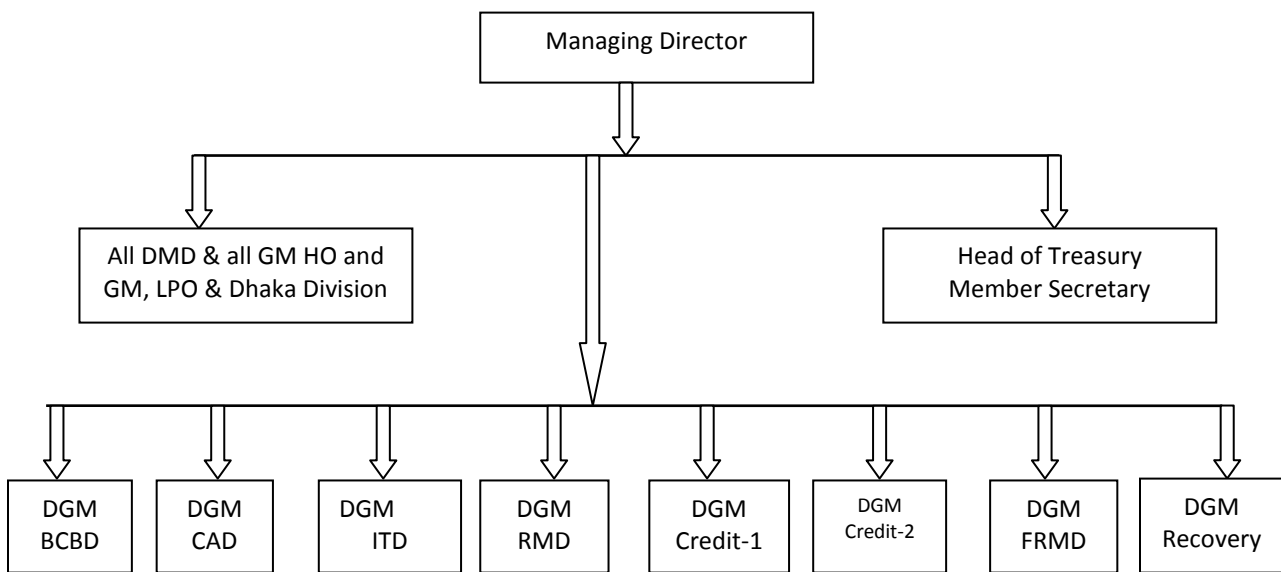 Managing Director
All DMD & all GM HO and
GM, LPO & Dhaka Division
Head of Treasury
Member Secretary
DGM
BCBD
DGM
CAD
DGM
ITD
DGM
RMD
DGM
Credit-1
DGM
Credit-2
DGM
FRMD
DGM
Recovery